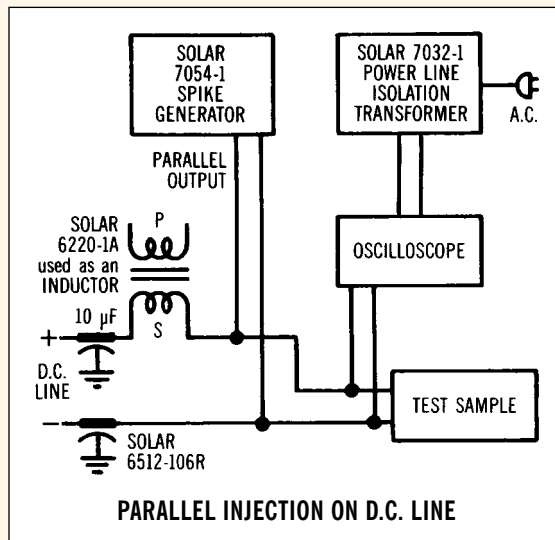 SOLAR
7054-1
SPIKE
GENERATOR
SOLAR 7032-1
POWER LINE
ISOLATION
TRANSFORMER
A.C.
PARALLEL
OUTPUT
SOLAR
6220-1A
used as an
INDUCTOR
P
S
OSCILLOSCOPE
10 µF
+
D.C.
LINE
−
SOLAR
6512-106R
TEST SAMPLE
PARALLEL INJECTION ON D.C. LINE